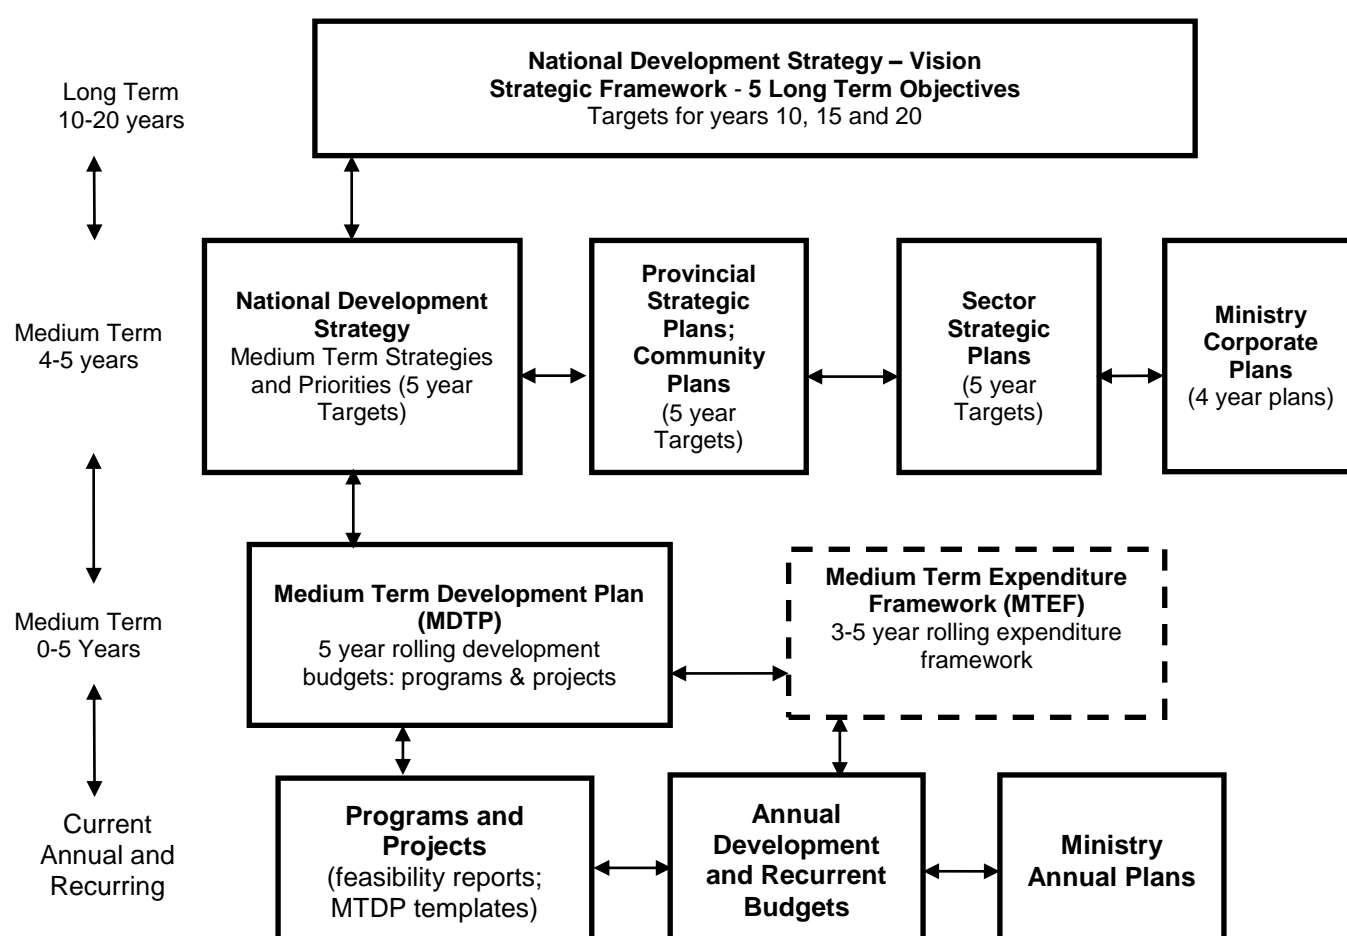 National Development Strategy – Vision
Strategic Framework - 5 Long Term Objectives
Targets for years 10, 15 and 20
Long Term
10-20 years
Medium Term
4-5 years
National Development
Strategy
Medium Term Strategies
and Priorities (5 year
Targets)
Provincial
Strategic
Plans;
Community
Plans
(5 year
Targets)
Sector
Strategic
Plans
(5 year
Targets)
Ministry
Corporate
Plans
(4 year plans)
Medium Term
0-5 Years
Medium Term Development Plan
(MDTP)
5 year rolling development
budgets: programs & projects
Medium Term Expenditure
Framework (MTEF)
3-5 year rolling expenditure
framework
Current
Annual and
Recurring
Programs and
Projects
(feasibility reports;
MTDP templates)
Annual
Development
and Recurrent
Budgets
Ministry
Annual Plans